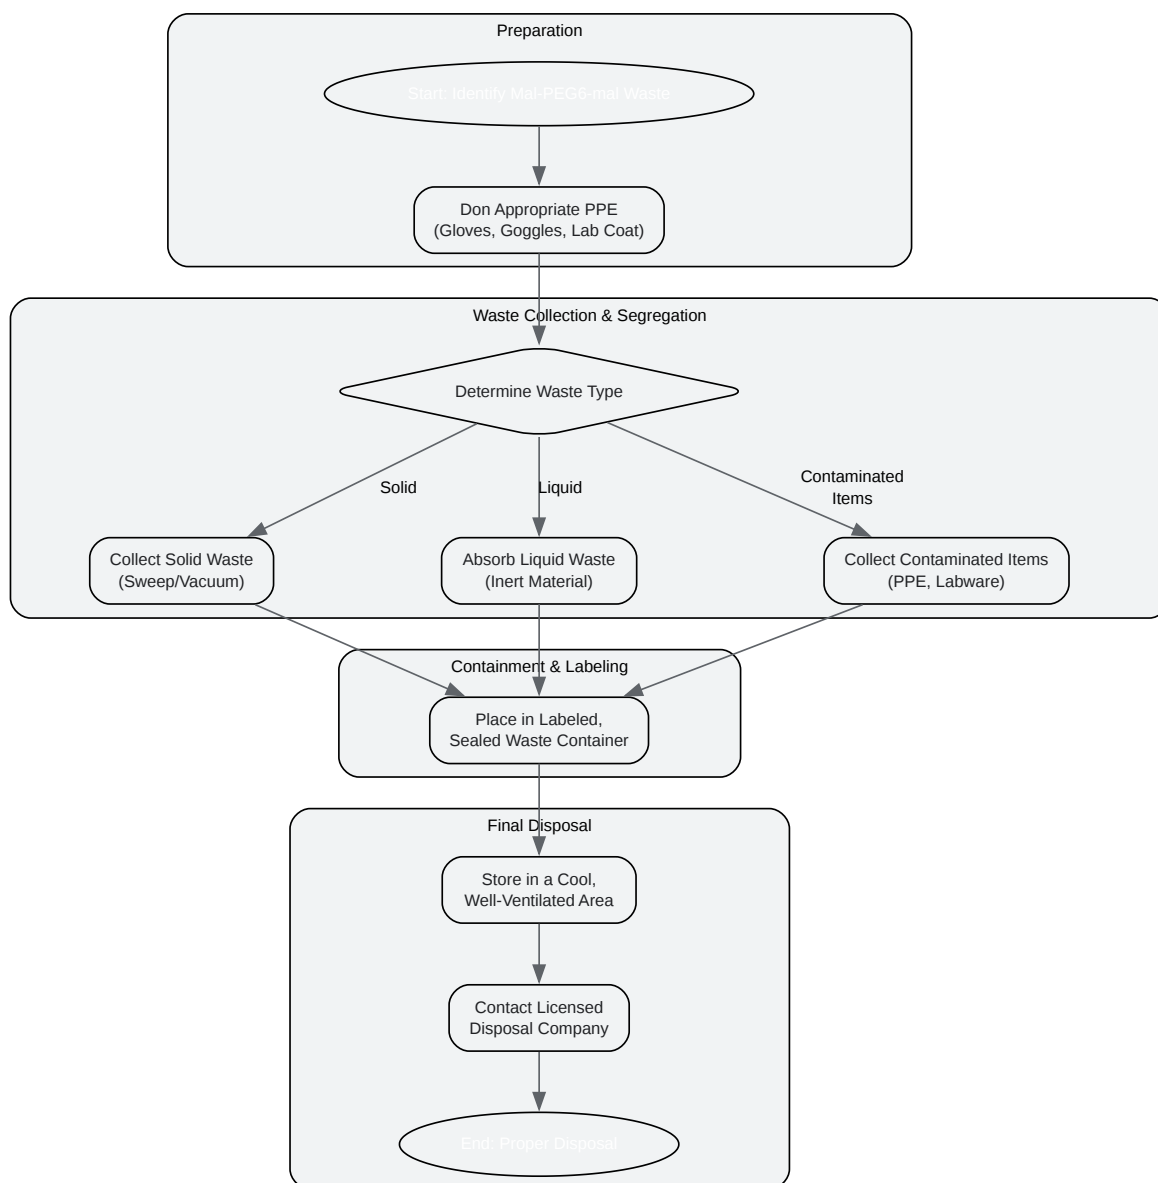 Preparation
Start: Identify Mal-PEG6-mal Waste
Don Appropriate PPE
(Gloves, Goggles, Lab Coat)
Waste Collection & Segregation
Determine Waste Type
Solid
Liquid
Contaminated
Items
Collect Solid Waste
(Sweep/Vacuum)
Absorb Liquid Waste
(Inert Material)
Collect Contaminated Items
(PPE, Labware)
Containment & Labeling
Place in Labeled,
Sealed Waste Container
Final Disposal
Store in a Cool,
Well-Ventilated Area
Contact Licensed
Disposal Company
End: Proper Disposal